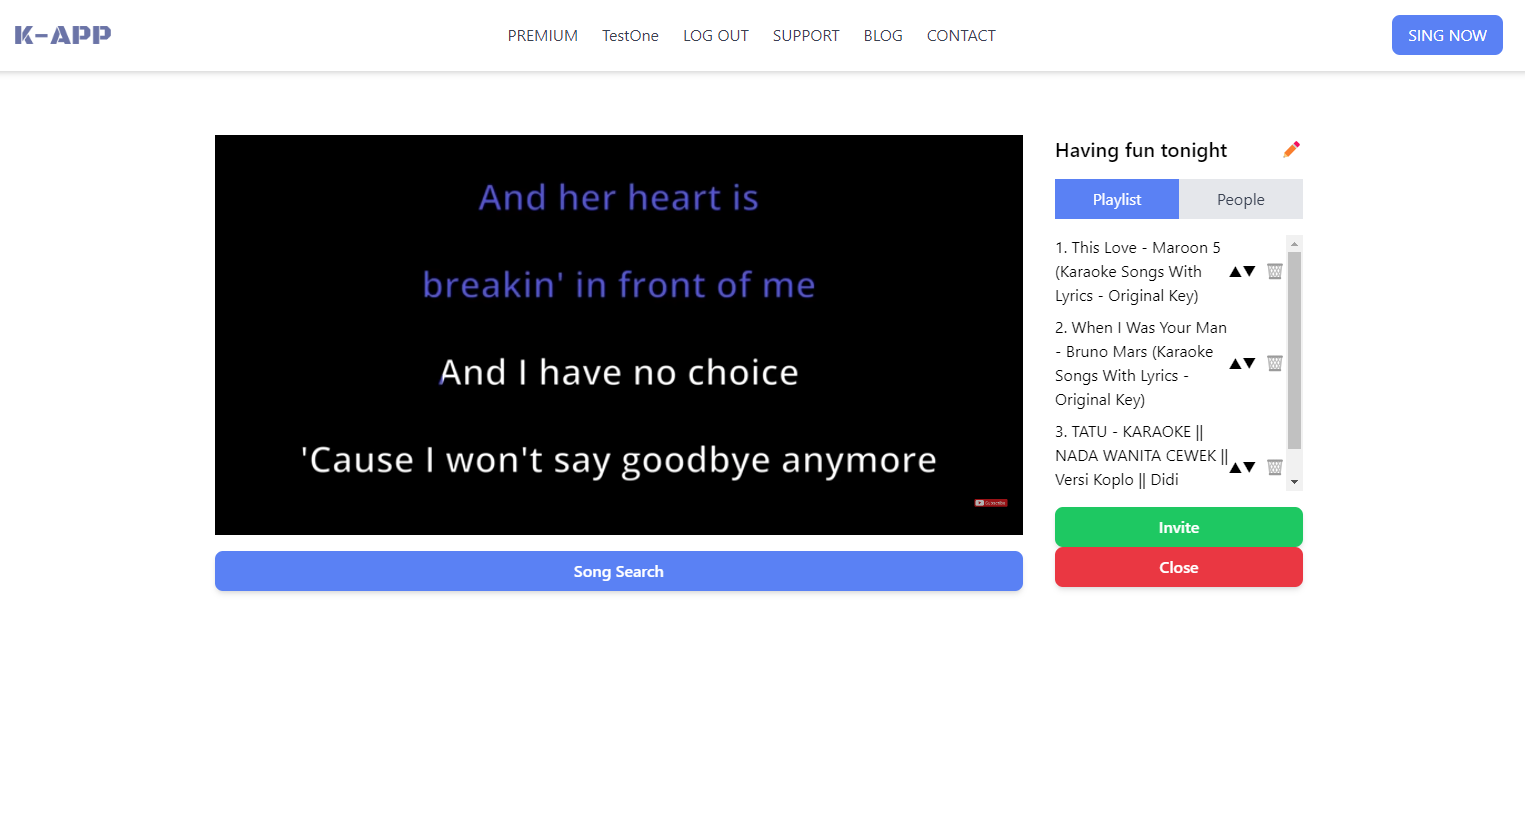 K-APP
PREMIUM TestOne LOG OUT SUPPORT BLOG CONTACT
SING NOW
And her heart is
breakin' in front of me
And I have no choice
'Cause I won't say goodbye anymore
Subscribe
Song Search
Having fun tonight
Playlist People
1. This Love - Maroon 5
(Karaoke Songs With
Lyrics - Original Key)
2. When I Was Your Man
- Bruno Mars (Karaoke
Songs With Lyrics -
Original Key)
3. TATU - KARAOKE ||
NADA WANITA CEWEK ||
Versi Koplo || Didi
Invite
Close